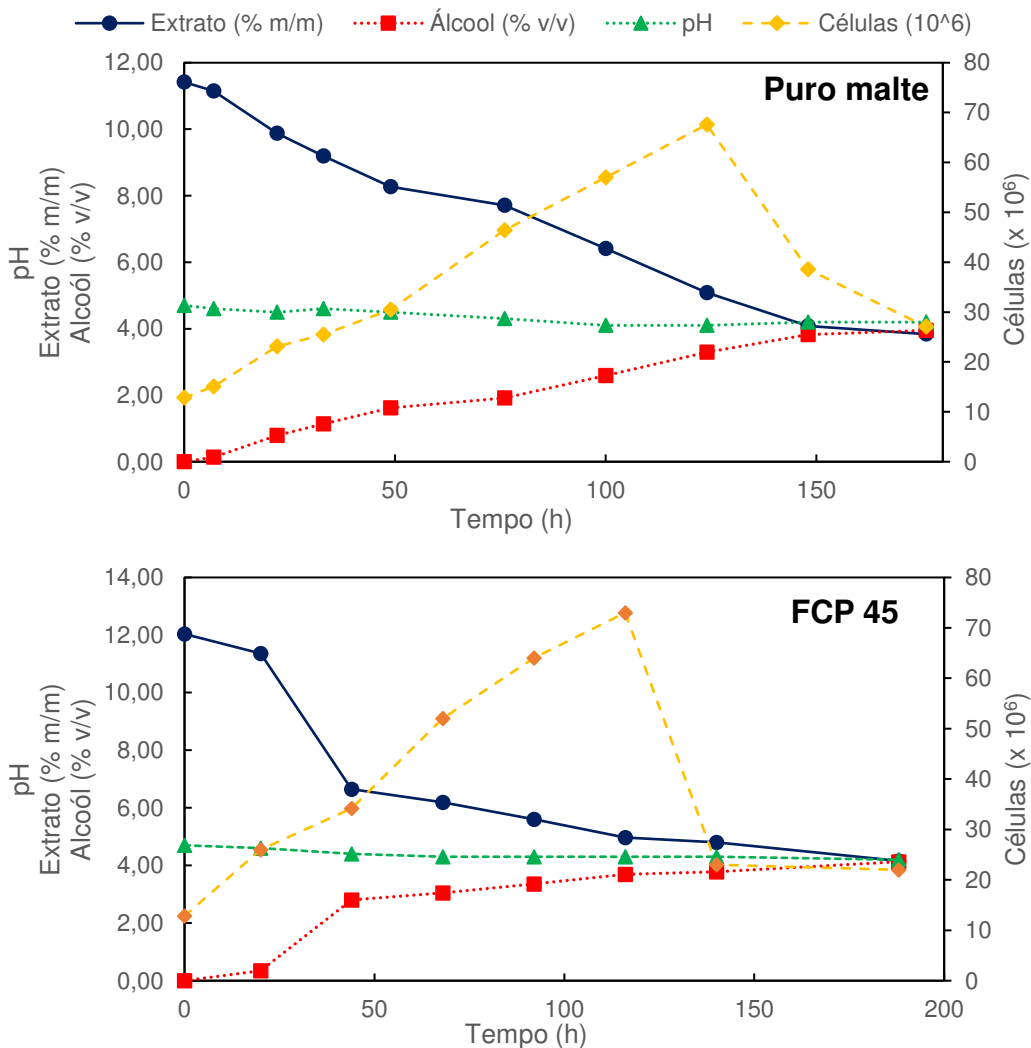 Extrato (% m/m) Álcool (% v/v) pH Células (10^6)
Puro malte
12,00
10,00
8,00
6,00
4,00
2,00
0,00
pH
Extrato (% m/m)
Alcoól (% v/v)
80
70
60
50
40
30
20
10
0
Células (x 10⁶)
0 50 100 150
Tempo (h)
FCP 45
14,00
12,00
10,00
8,00
6,00
4,00
2,00
0,00
pH
Extrato (% m/m)
Alcoól (% v/v)
80
70
60
50
40
30
20
10
0
Células (x 10⁶)
0 50 100 150 200
Tempo (h)